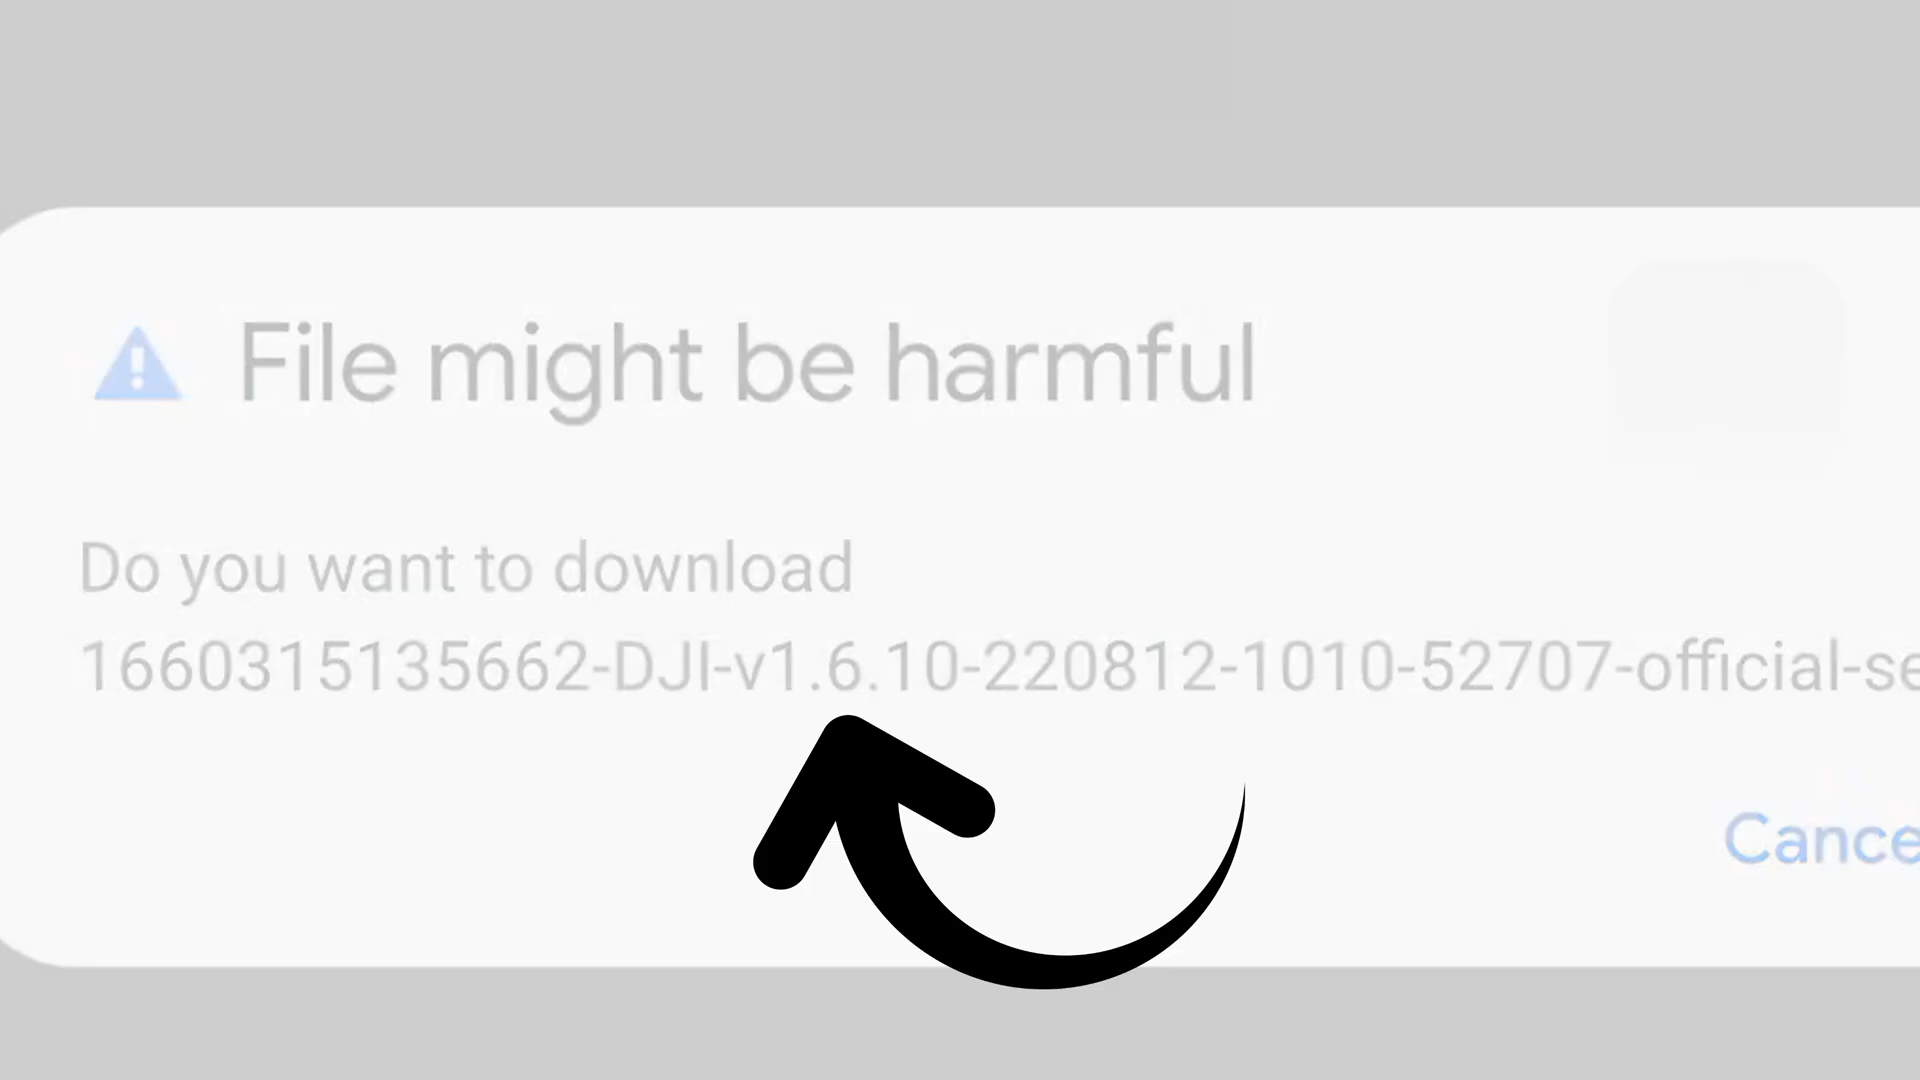 File might be harmful
Do you want to download
1660315135662-DJI-v1.6.10-220812-1010-52707-official-se
Cance